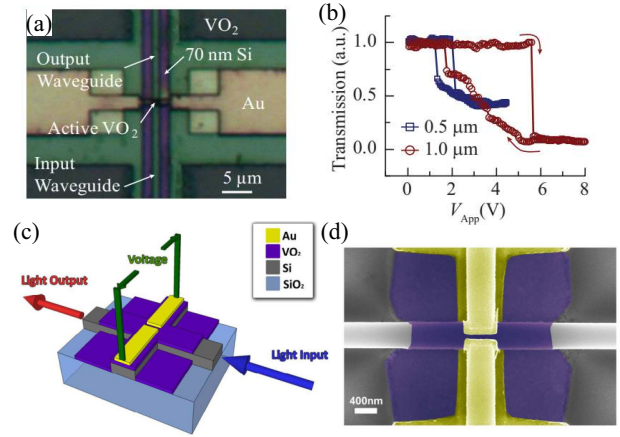 (a)
VO₂
Output
Waveguide
70 nm Si
Au
Active VO₂
Input
Waveguide
5 μm
(b)
Transmission (a.u.)
1.0
0.5
0.0
0.5 μm
1.0 μm
0 2 4 6 8
V_App(V)
(c)
Voltage
Light Output
Light Input
Au
VO₂
Si
SiO₂
(d)
400nm